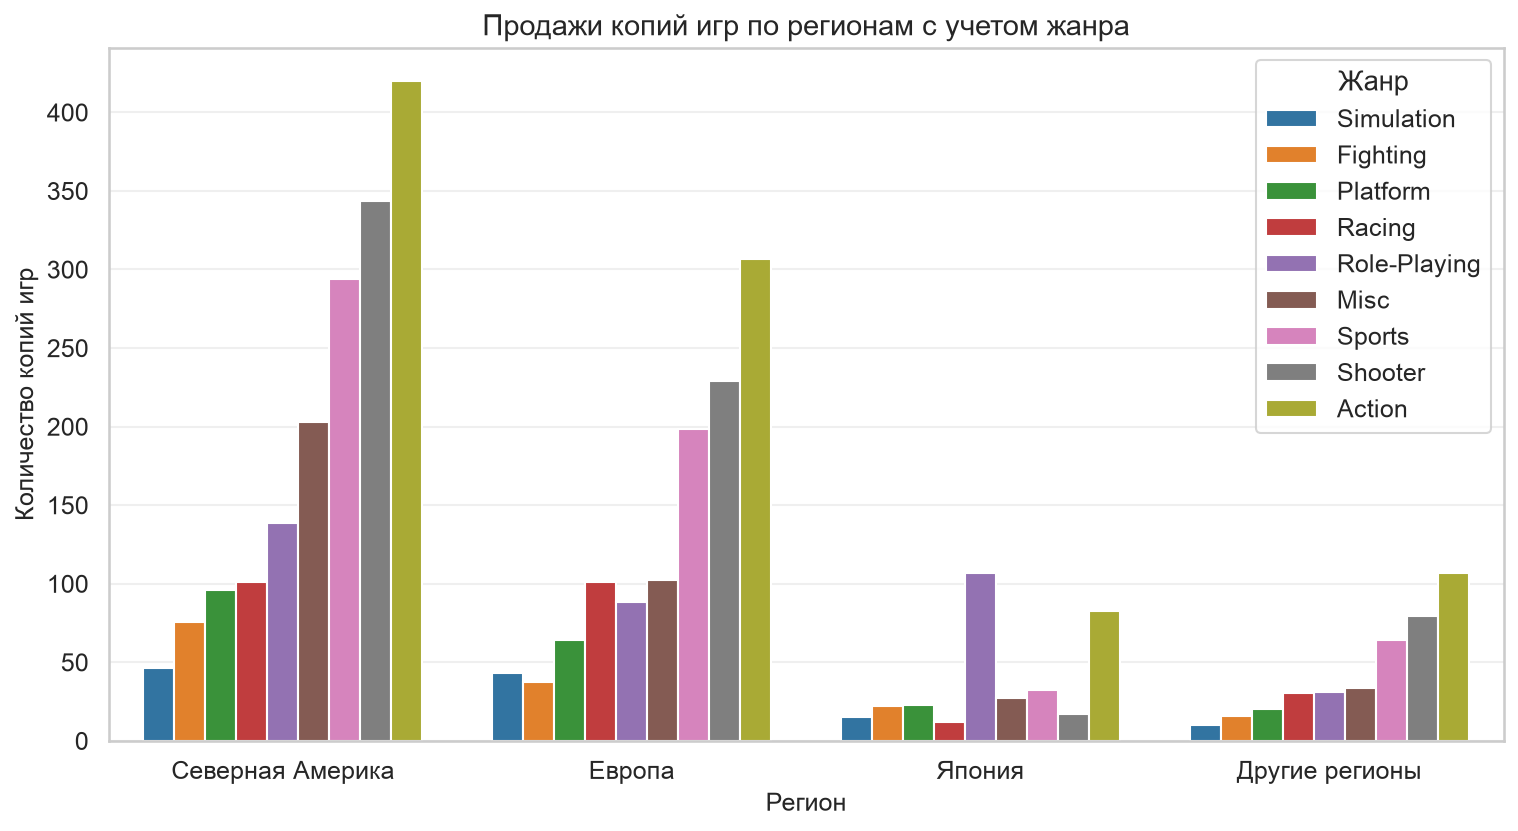 Продажи копий игр по регионам с учетом жанра
Количество копий игр
400
350
300
250
200
150
100
50
0
Жанр
Simulation
Fighting
Platform
Racing
Role-Playing
Misc
Sports
Shooter
Action
Северная Америка
Европа
Япония
Другие регионы
Регион